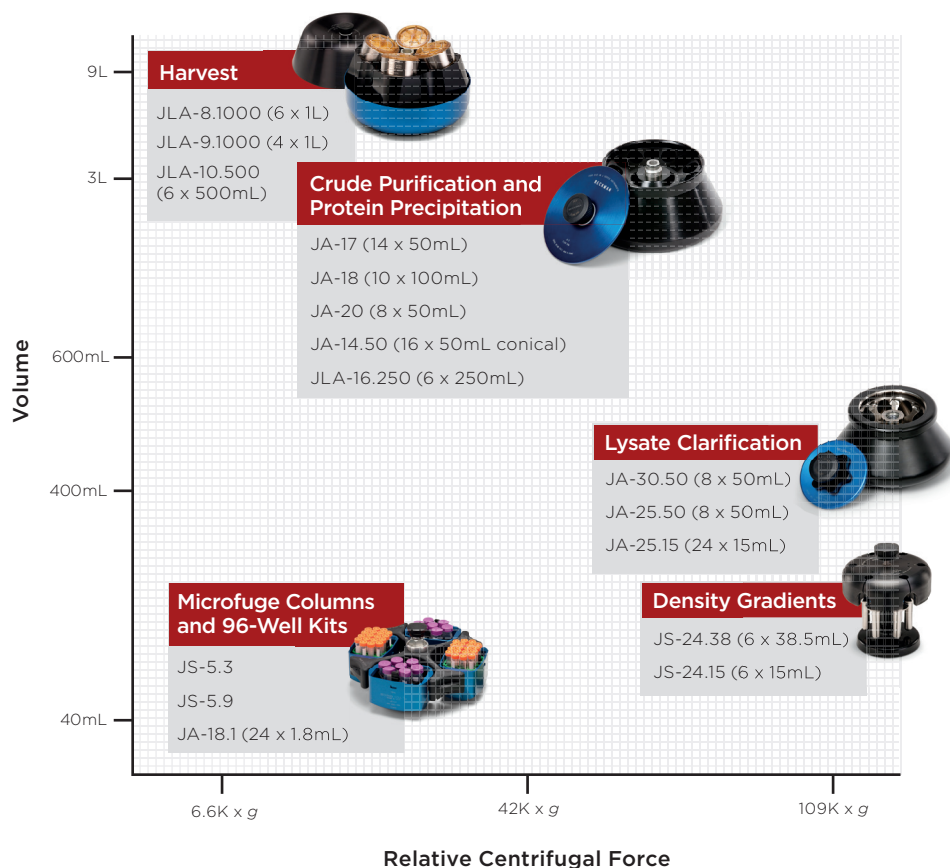 9L
3L
600mL
400mL
40mL
Volume
Harvest
JLA-8.1000 (6 x 1L)
JLA-9.1000 (4 x 1L)
JLA-10.500
(6 x 500mL)
Crude Purification and
Protein Precipitation
JA-17 (14 x 50mL)
JA-18 (10 x 100mL)
JA-20 (8 x 50mL)
JA-14.50 (16 x 50mL conical)
JLA-16.250 (6 x 250mL)
BECKMAN
Lysate Clarification
JA-30.50 (8 x 50mL)
JA-25.50 (8 x 50mL)
JA-25.15 (24 x 15mL)
Microfuge Columns
and 96-Well Kits
JS-5.3
JS-5.9
JA-18.1 (24 x 1.8mL)
Density Gradients
JS-24.38 (6 x 38.5mL)
JS-24.15 (6 x 15mL)
6.6K x g
42K x g
109K x g
Relative Centrifugal Force